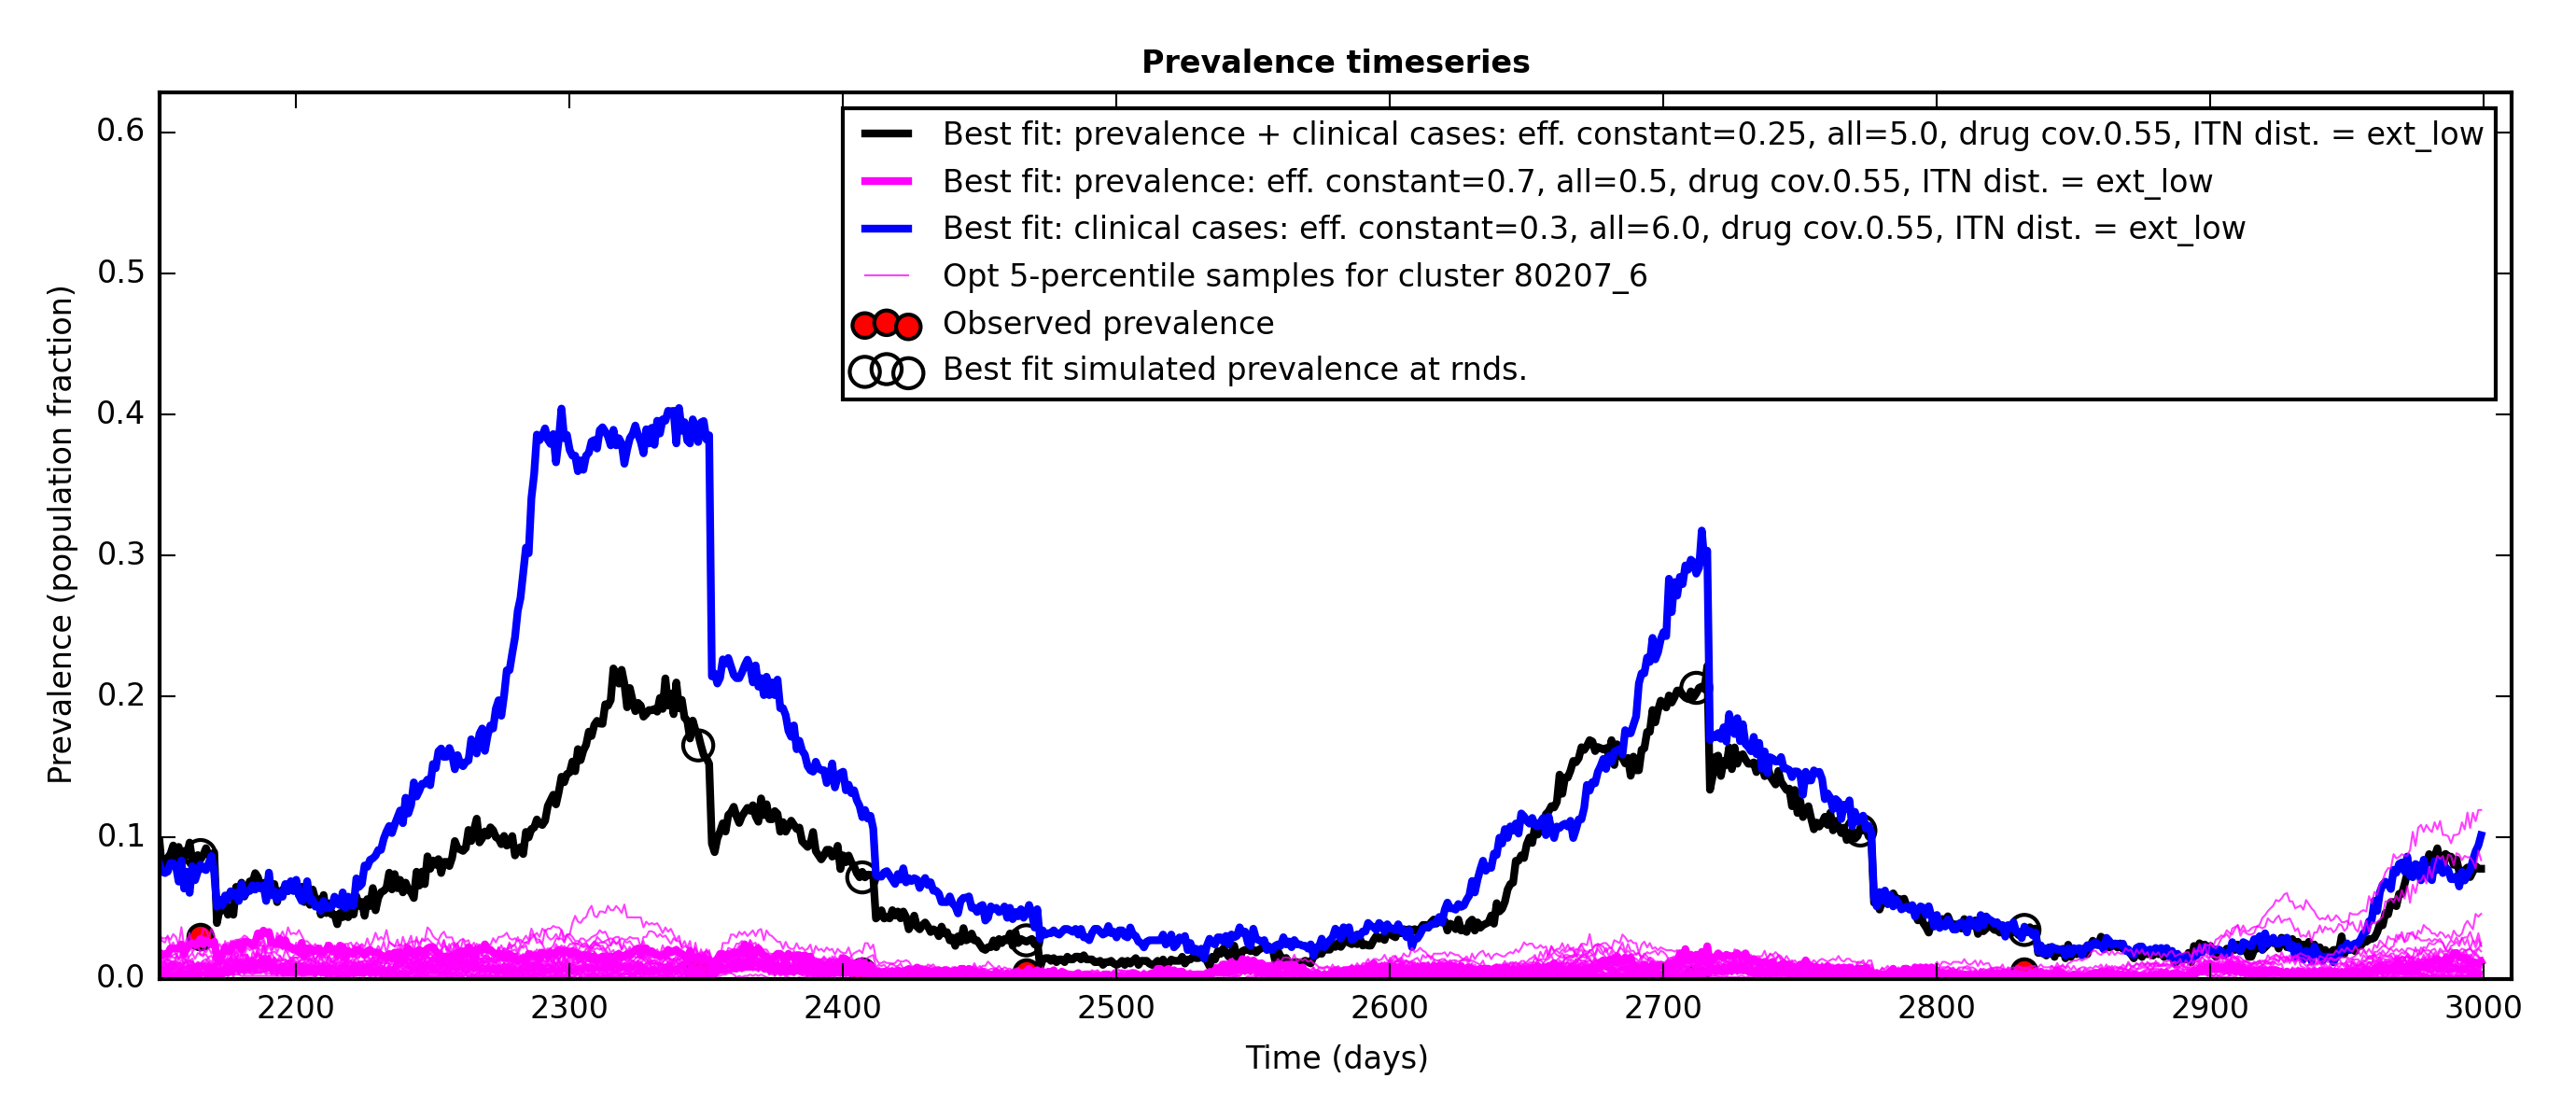 Prevalence timeseries
Best fit: prevalence + clinical cases: eff. constant=0.25, all=5.0, drug cov.0.55, ITN dist. = ext_low
Best fit: prevalence: eff. constant=0.7, all=0.5, drug cov.0.55, ITN dist. = ext_low
Best fit: clinical cases: eff. constant=0.3, all=6.0, drug cov.0.55, ITN dist. = ext_low
Opt 5-percentile samples for cluster 80207_6
Observed prevalence
Best fit simulated prevalence at rnds.
Prevalence (population fraction)
0.6
0.5
0.4
0.3
0.2
0.1
0.0
2200 2300 2400 2500 2600 2700 2800 2900 3000
Time (days)